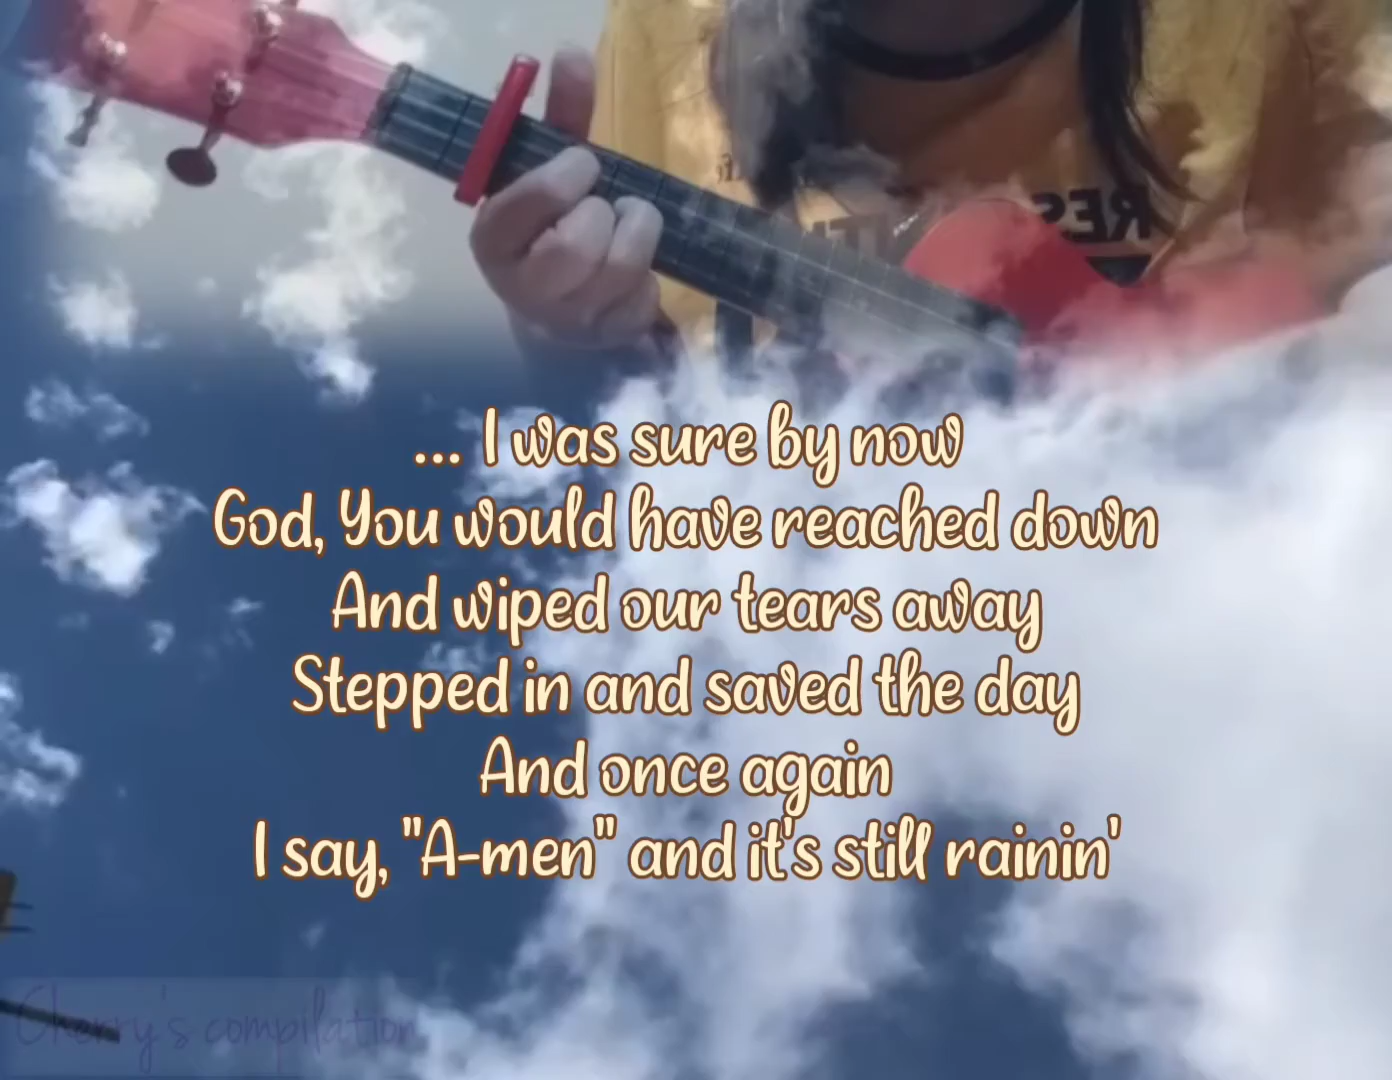 ... I was sure by now
God, You would have reached down
And wiped our tears away
Stepped in and saved the day
And once again
I say, "A-men" and it's still rainin'
Cherry's compilation